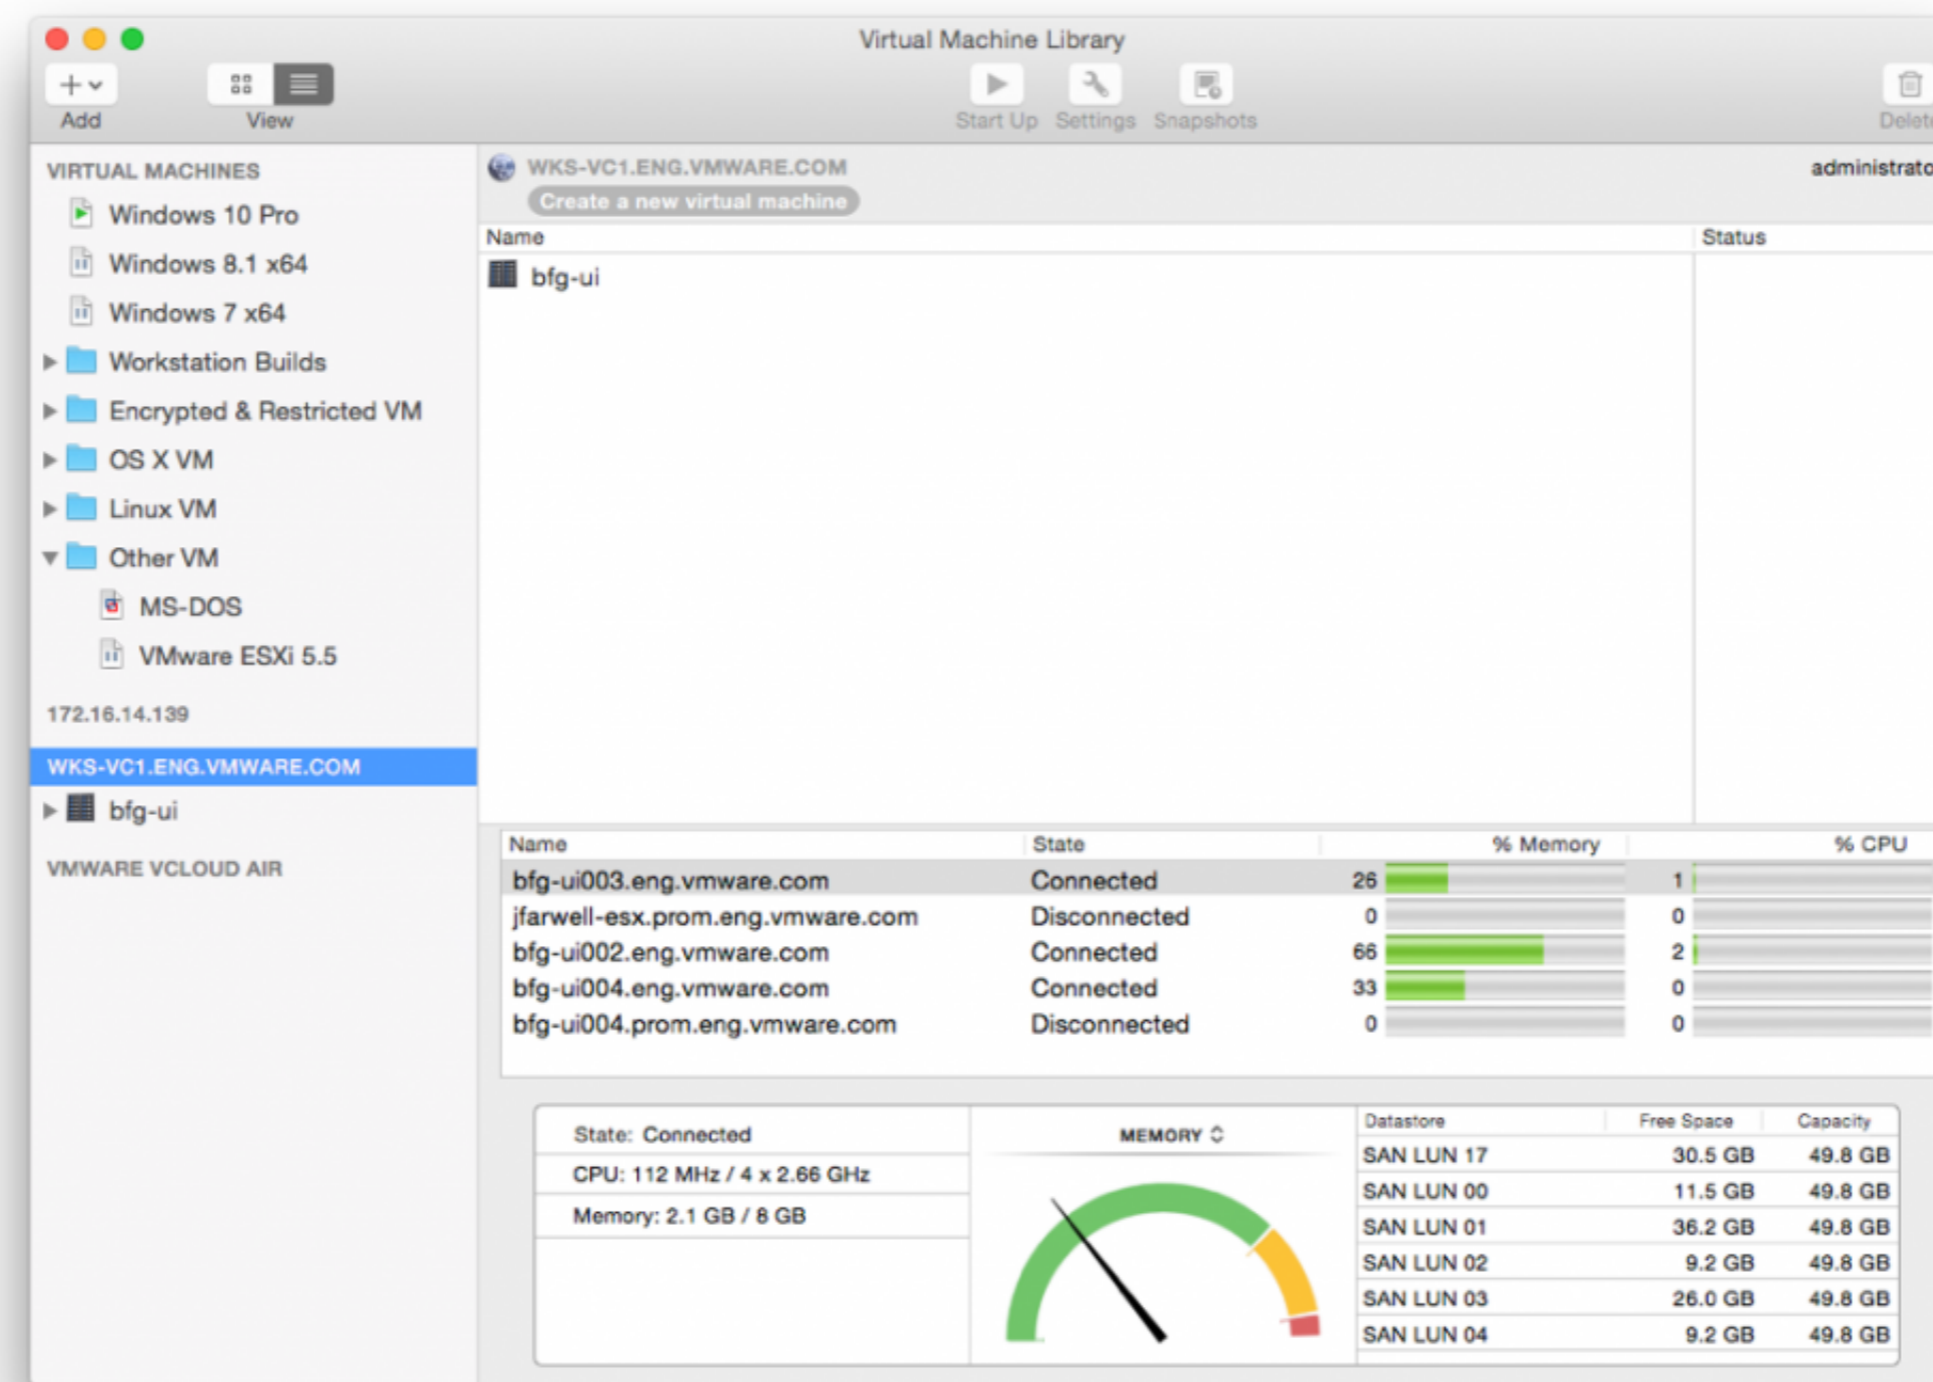 Virtual Machine Library
Add
View
Start Up Settings Snapshots
Delete
VIRTUAL MACHINES
Windows 10 Pro
Windows 8.1 x64
Windows 7 x64
Workstation Builds
Encrypted & Restricted VM
OS X VM
Linux VM
Other VM
MS-DOS
VMware ESXi 5.5
172.16.14.139
WKS-VC1.ENG.VMWARE.COM
bfg-ui
VMWARE VCLOUD AIR
WKS-VC1.ENG.VMWARE.COM
administrato
Create a new virtual machine
Name Status
bfg-ui
Name State % Memory % CPU
bfg-ui003.eng.vmware.com Connected 26 1
jfarwell-esx.prom.eng.vmware.com Disconnected 0 0
bfg-ui002.eng.vmware.com Connected 66 2
bfg-ui004.eng.vmware.com Connected 33 0
bfg-ui004.prom.eng.vmware.com Disconnected 0 0
State: Connected
CPU: 112 MHz / 4 x 2.66 GHz
Memory: 2.1 GB / 8 GB
MEMORY
Datastore Free Space Capacity
SAN LUN 17 30.5 GB 49.8 GB
SAN LUN 00 11.5 GB 49.8 GB
SAN LUN 01 36.2 GB 49.8 GB
SAN LUN 02 9.2 GB 49.8 GB
SAN LUN 03 26.0 GB 49.8 GB
SAN LUN 04 9.2 GB 49.8 GB